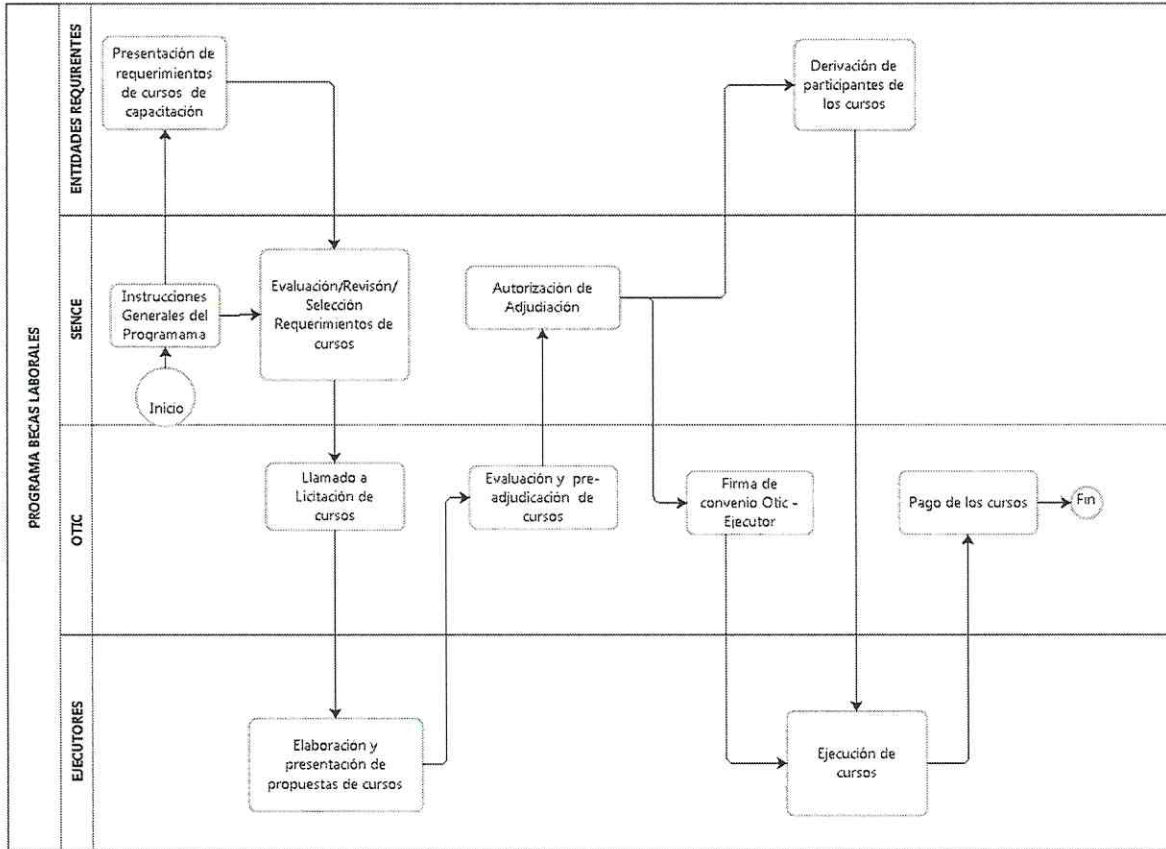 PROGRAMA BECAS LABORALES
ENTIDADES REQUIRENTES
Presentación de
requerimientos
de cursos de
capacitación
Derivación de
participantes de
los cursos
SENCE
Instrucciones
Generales del
Programama
Inicio
Evaluación/Revisón/
Selección
Requerimientos de
cursos
Autorización de
Adjudiación
OTIC
Llamado a
Licitación de
cursos
Evaluación y pre-
adjudicación de
cursos
Firma de
convenio Otic -
Ejecutor
Pago de los cursos
Fin
EJECUTORES
Elaboración y
presentación de
propuestas de cursos
Ejecución de
cursos